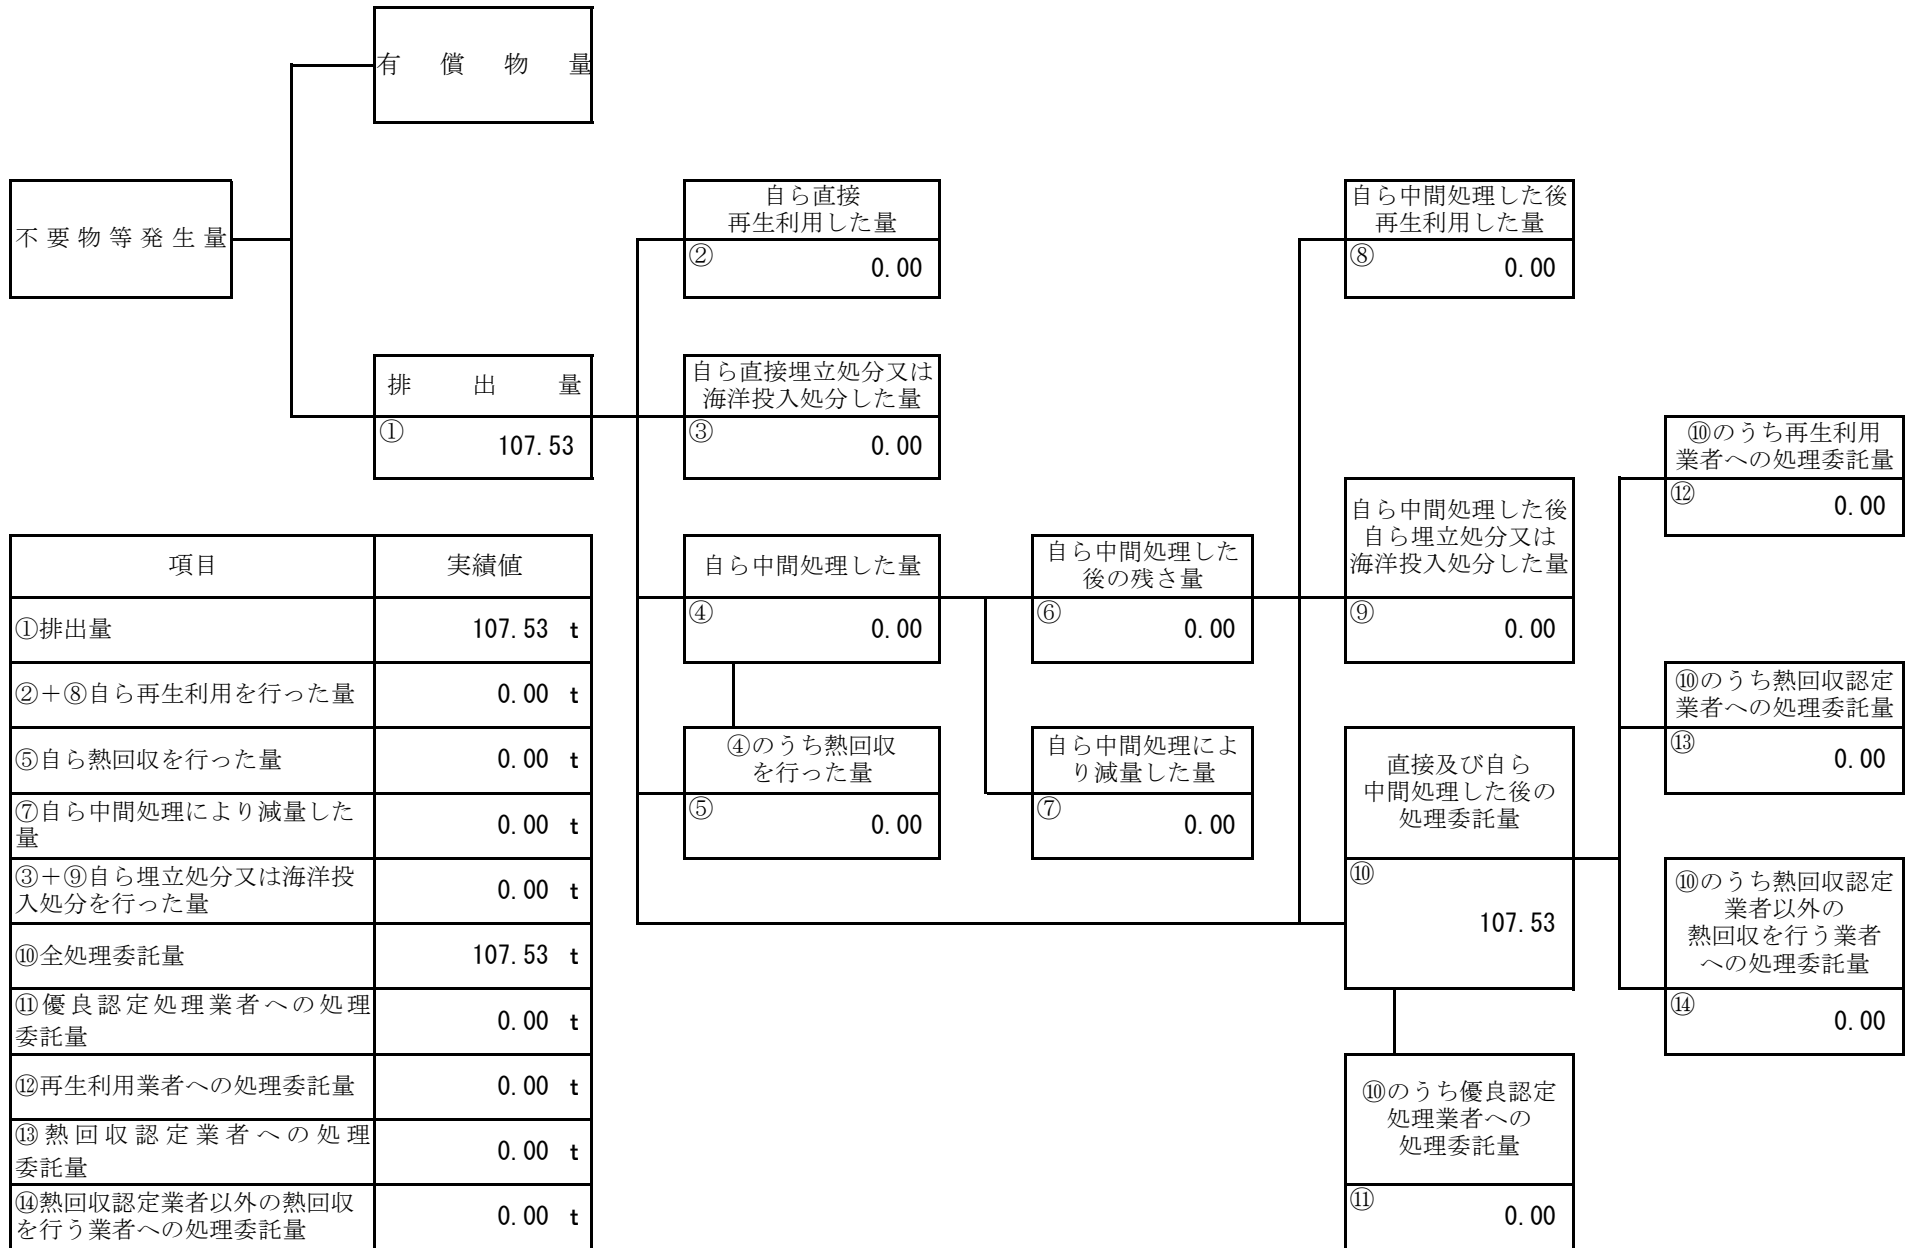 有償物量
不要物等発生量
排出量
① 107.53
自ら直接
再生利用した量
② 0.00
自ら直接埋立処分又は
海洋投入処分した量
③ 0.00
自ら中間処理した量
④ 0.00
④のうち熱回収
を行った量
⑤ 0.00
自ら中間処理した
後の残さ量
⑥ 0.00
自ら中間処理によ
り減量した量
⑦ 0.00
自ら中間処理した後
再生利用した量
⑧ 0.00
自ら中間処理した後
自ら埋立処分又は
海洋投入処分した量
⑨ 0.00
直接及び自ら
中間処理した後の
処理委託量
⑩
107.53
⑩のうち優良認定
処理業者への
処理委託量
⑪ 0.00
⑩のうち再生利用
業者への処理委託量
⑫ 0.00
⑩のうち熱回収認定
業者への処理委託量
⑬ 0.00
⑩のうち熱回収認定
業者以外の
熱回収を行う業者
への処理委託量
⑭ 0.00
項目 実績値
①排出量 107.53 t
②+⑧自ら再生利用を行った量 0.00 t
⑤自ら熱回収を行った量 0.00 t
⑦自ら中間処理により減量した
量 0.00 t
③+⑨自ら埋立処分又は海洋投
入処分を行った量 0.00 t
⑩全処理委託量 107.53 t
⑪優良認定処理業者への処理
委託量 0.00 t
⑫再生利用業者への処理委託量 0.00 t
⑬熱回収認定業者への処理
委託量 0.00 t
⑭熱回収認定業者以外の熱回収
を行う業者への処理委託量 0.00 t